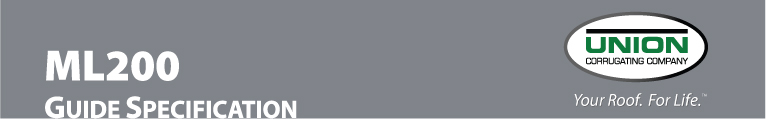 ML200
GUIDE SPECIFICATION
UNION
CORRUGATING COMPANY
Your Roof. For Life.™